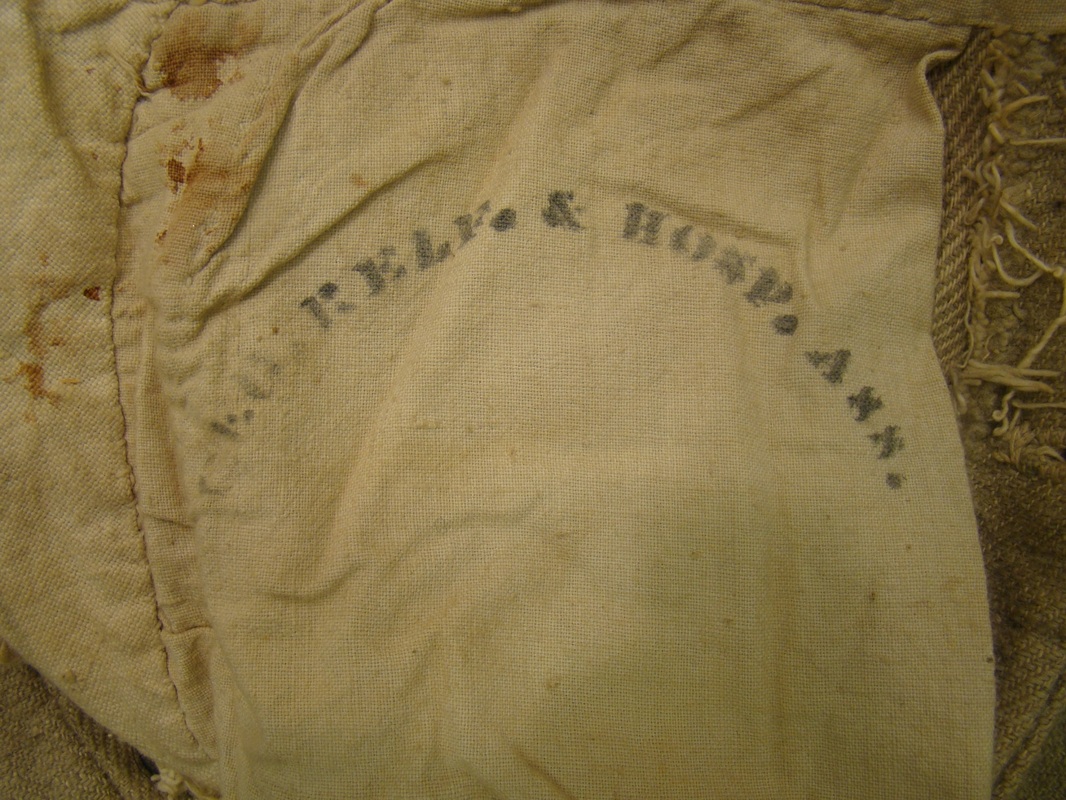 RELF. & HOSP. ASS.